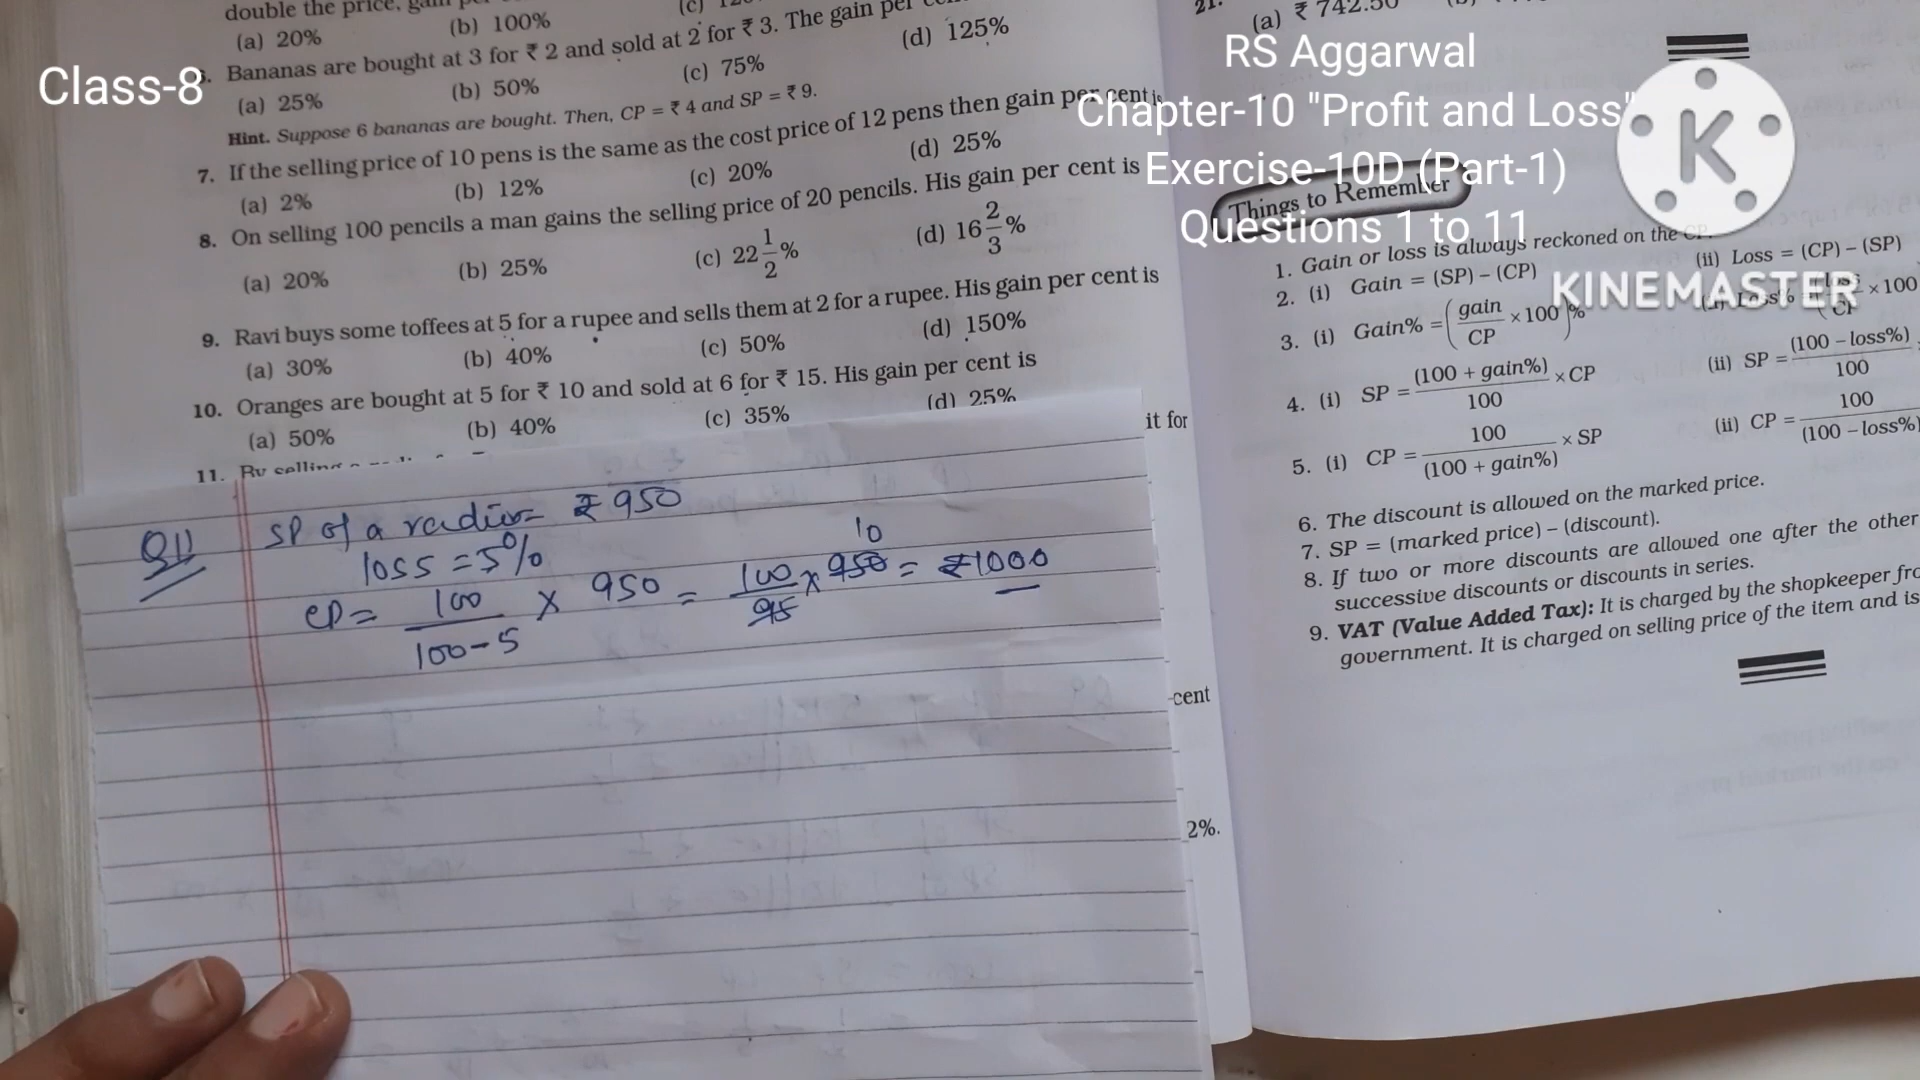 double the price, gain
(a) 20% (b) 100% (c)
. Bananas are bought at 3 for ₹ 2 and sold at 2 for ₹ 3. The gain per
(a) 25% (b) 50% (c) 75% (d) 125%
Hint. Suppose 6 bananas are bought. Then, CP = ₹ 4 and SP = ₹ 9.
7. If the selling price of 10 pens is the same as the cost price of 12 pens then gain per cent is
(a) 2% (b) 12% (c) 20% (d) 25%
8. On selling 100 pencils a man gains the selling price of 20 pencils. His gain per cent is
(a) 20% (b) 25% (c) 22 1/2 % (d) 16 2/3 %
9. Ravi buys some toffees at 5 for a rupee and sells them at 2 for a rupee. His gain per cent is
(a) 30% (b) 40% (c) 50% (d) 150%
10. Oranges are bought at 5 for ₹ 10 and sold at 6 for ₹ 15. His gain per cent is
(a) 50% (b) 40% (c) 35% (d) 25%
11. By selling
it for
Q11 SP of a radio = ₹ 950
loss = 5%
CP = 100/(100-5) × 950 = 100/95 × 950 = ₹1000
10
-cent
2%.
Class-8
21.
(a) ₹ 742.50
RS Aggarwal
Chapter-10 "Profit and Loss"
Exercise-10D (Part-1)
Questions 1 to 11
K
KINEMASTER
Things to Remember
1. Gain or loss is always reckoned on the CP.
2. (i) Gain = (SP) – (CP) (ii) Loss = (CP) – (SP)
3. (i) Gain% = (gain/CP × 100)% (ii) Loss% = (loss/CP × 100
4. (i) SP = (100 + gain%)/100 × CP (ii) SP = (100 – loss%)/100
5. (i) CP = 100/(100 + gain%) × SP (ii) CP = 100/(100 – loss%)
6. The discount is allowed on the marked price.
7. SP = (marked price) – (discount).
8. If two or more discounts are allowed one after the other
successive discounts or discounts in series.
9. VAT (Value Added Tax): It is charged by the shopkeeper fro
government. It is charged on selling price of the item and is